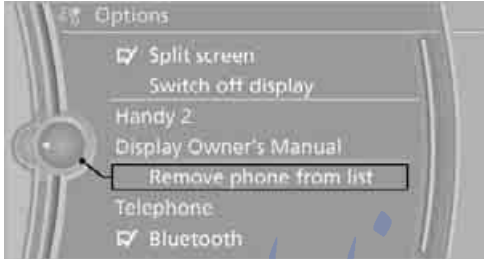 Options
Split screen
Switch off display
Handy 2
Display Owner's Manual
Remove phone from list
Telephone
Bluetooth